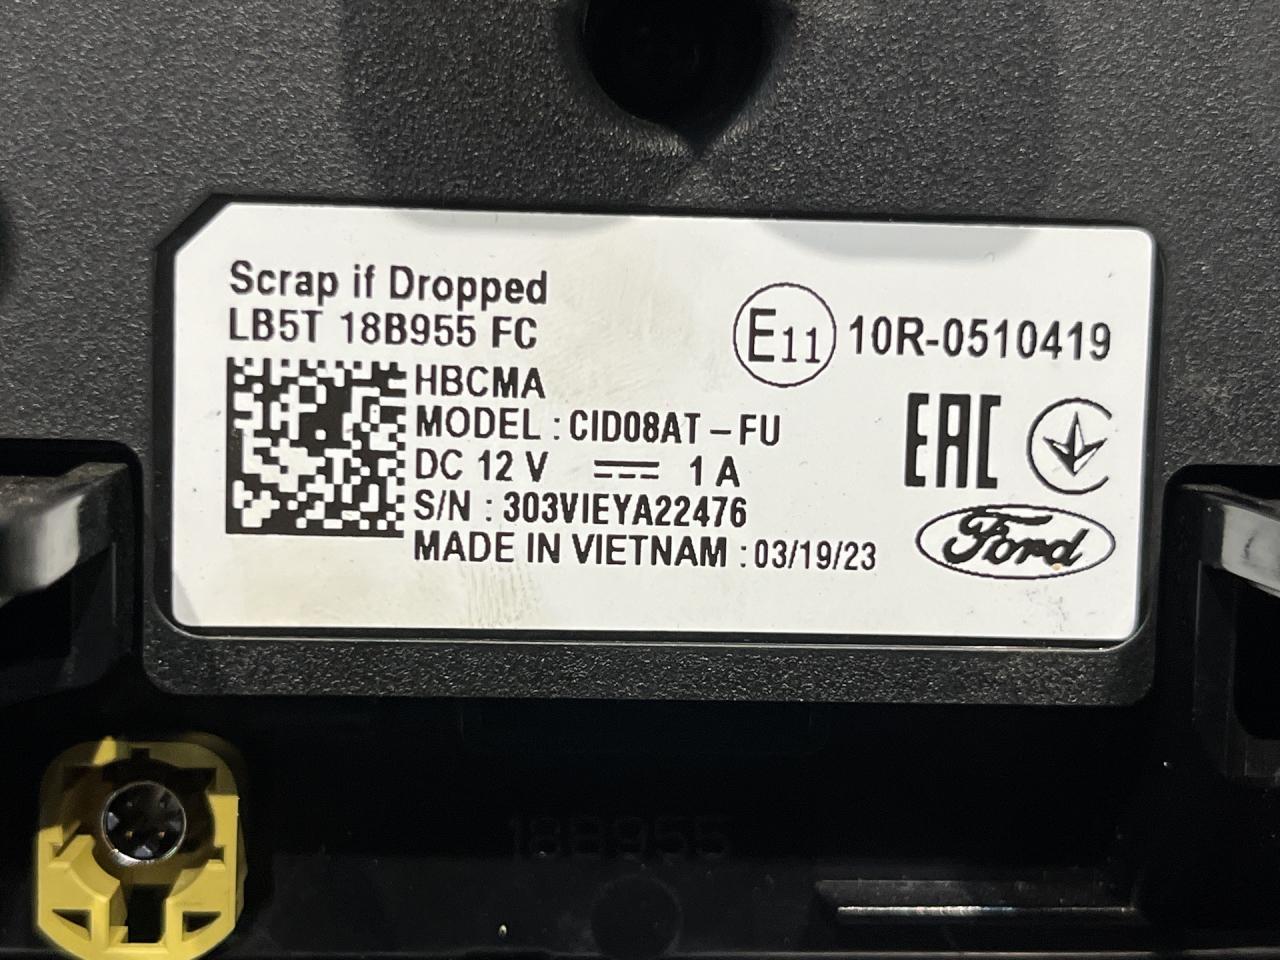 Scrap if Dropped
LB5T 18B955 FC
E11 10R-0510419
HBCMA
MODEL : CID08AT-FU
DC 12 V ⎓ 1 A
S/N : 303VIEYA22476
MADE IN VIETNAM : 03/19/23
EAC
Ford
18B955